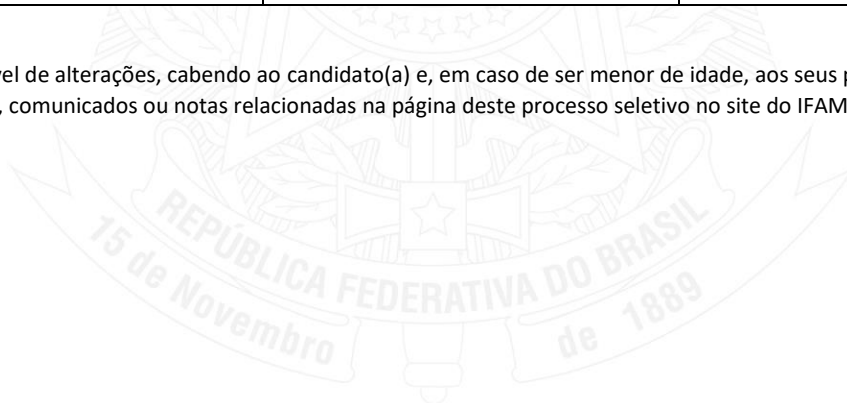 vel de alterações, cabendo ao candidato(a) e, em caso de ser menor de idade, aos seus p
, comunicados ou notas relacionadas na página deste processo seletivo no site do IFAM
REPÚBLICA FEDERATIVA DO BRASIL
15 de Novembro de 1889